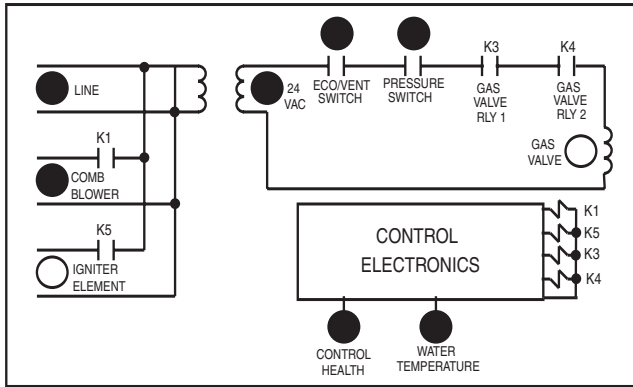 LINE
K1
COMB
BLOWER
K5
IGNITER
ELEMENT
24
VAC
ECO/VENT
SWITCH
PRESSURE
SWITCH
K3
GAS
VALVE
RLY 1
K4
GAS
VALVE
RLY 2
GAS
VALVE
CONTROL
ELECTRONICS
K1
K5
K3
K4
CONTROL
HEALTH
WATER
TEMPERATURE